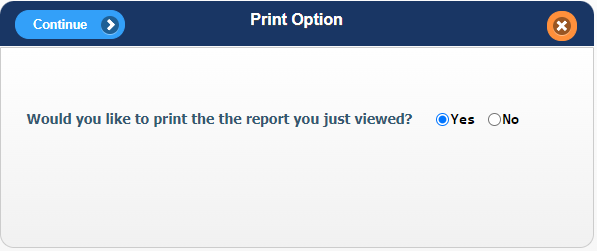 Continue
Print Option
Would you like to print the the report you just viewed? Yes No